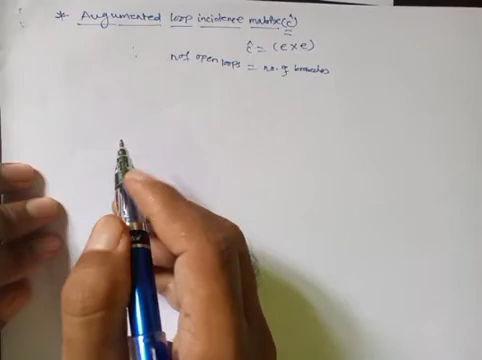 * Augumented loop incidence matrix (ĉ)
ĉ = (e×e)
no of open loops = no. of branches